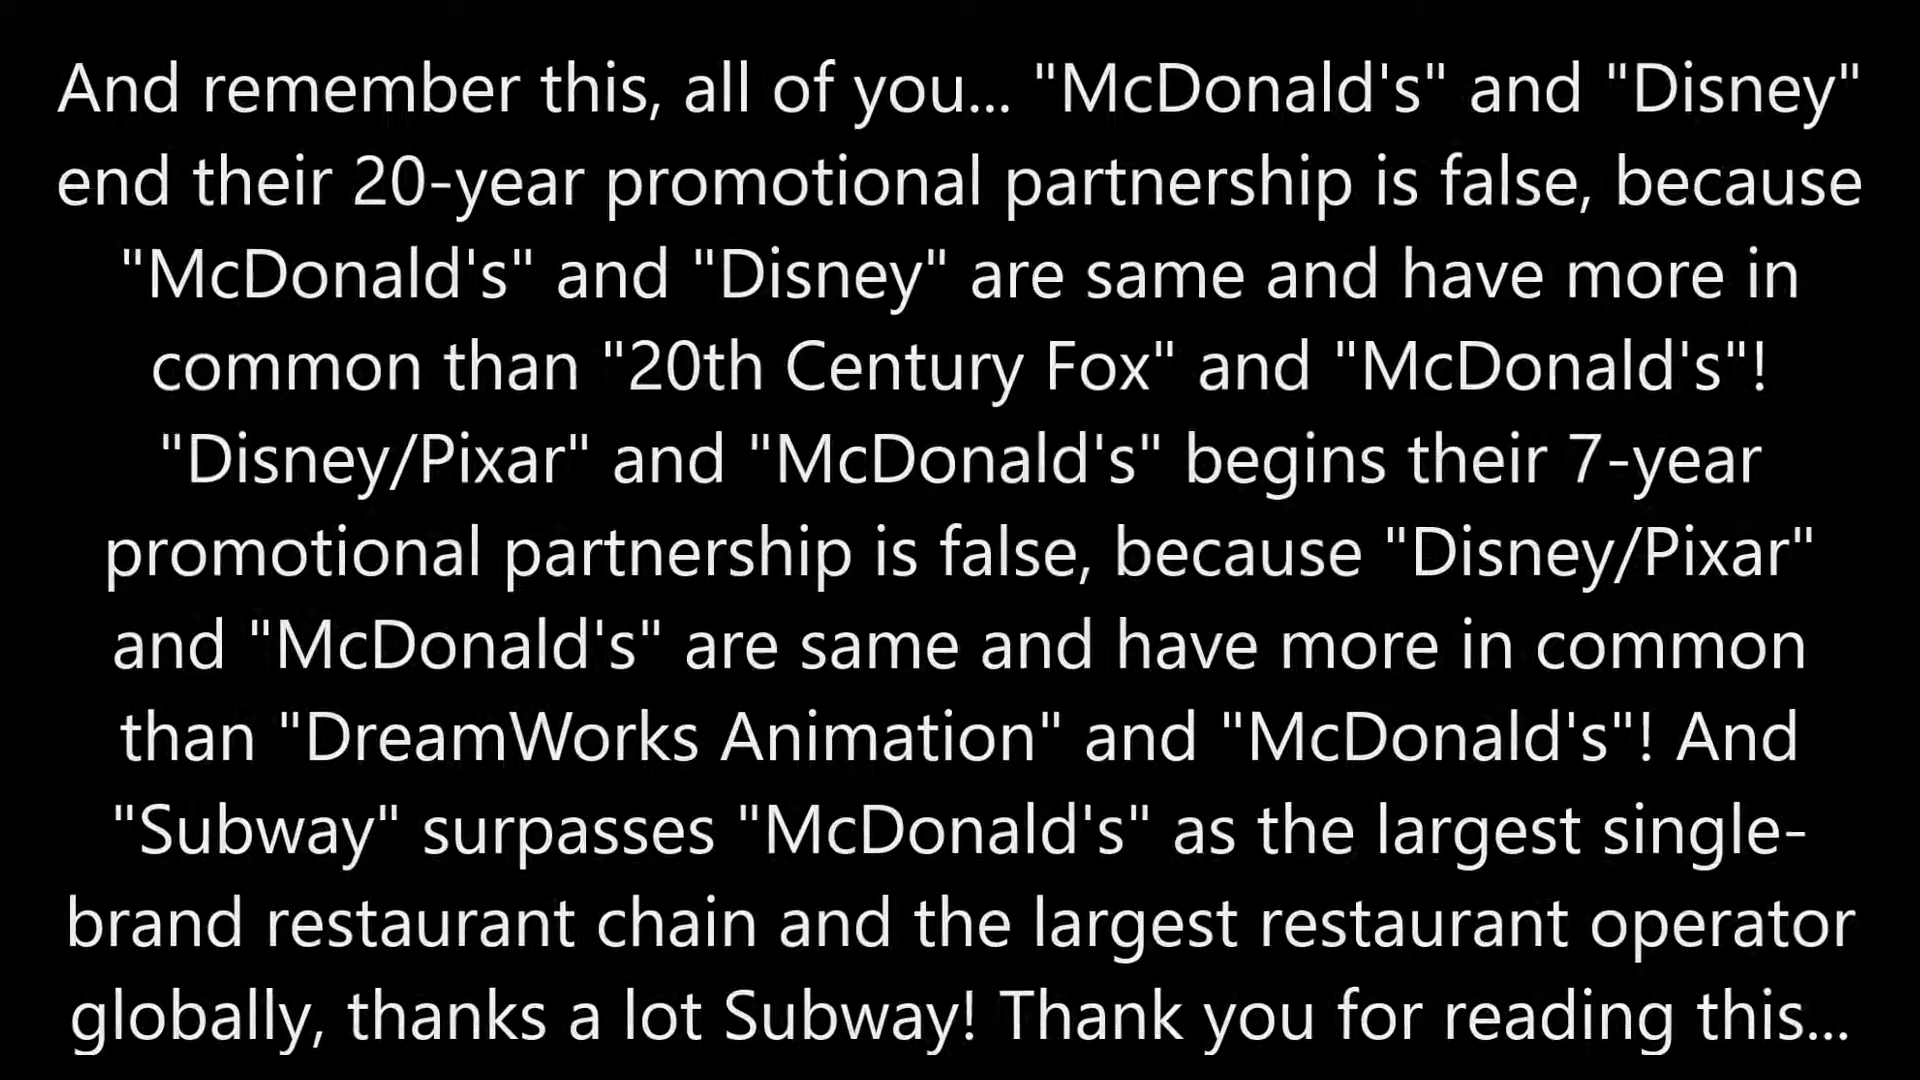 And remember this, all of you... "McDonald's" and "Disney"
end their 20-year promotional partnership is false, because
"McDonald's" and "Disney" are same and have more in
common than "20th Century Fox" and "McDonald's"!
"Disney/Pixar" and "McDonald's" begins their 7-year
promotional partnership is false, because "Disney/Pixar"
and "McDonald's" are same and have more in common
than "DreamWorks Animation" and "McDonald's"! And
"Subway" surpasses "McDonald's" as the largest single-
brand restaurant chain and the largest restaurant operator
globally, thanks a lot Subway! Thank you for reading this...